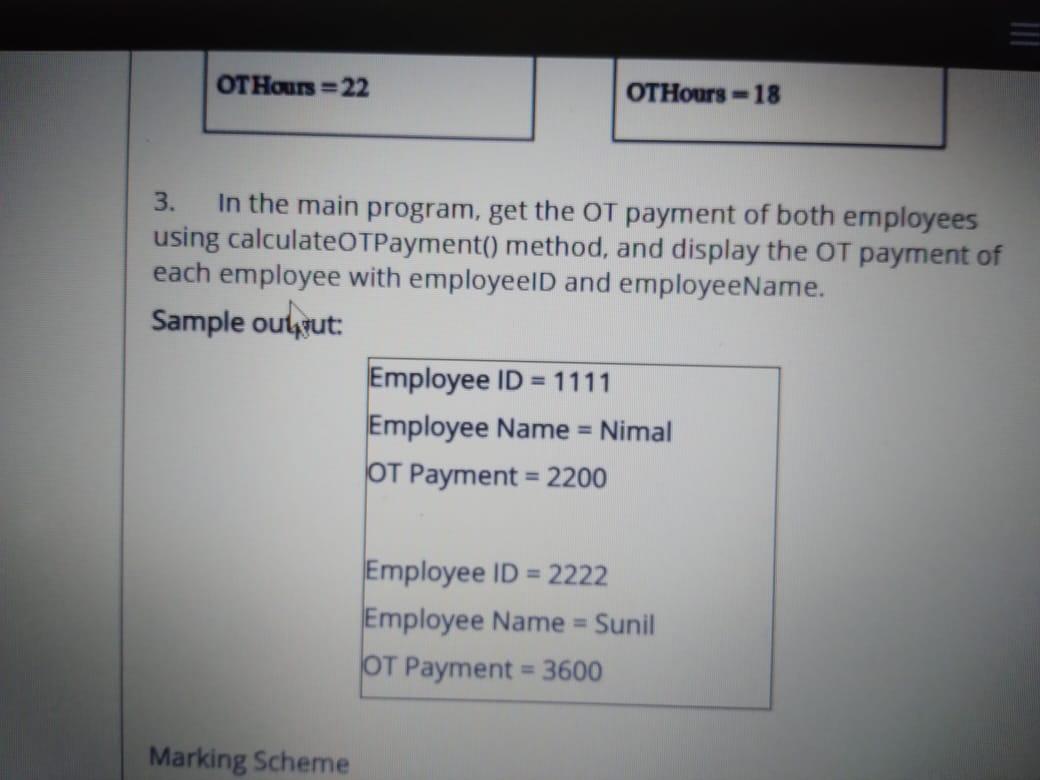 OTHours = 22
OTHours = 18
3. In the main program, get the OT payment of both employees
using calculateOTPayment() method, and display the OT payment of
each employee with employeeID and employeeName.
Sample output:
Employee ID = 1111
Employee Name = Nimal
OT Payment = 2200
Employee ID = 2222
Employee Name = Sunil
OT Payment = 3600
Marking Scheme